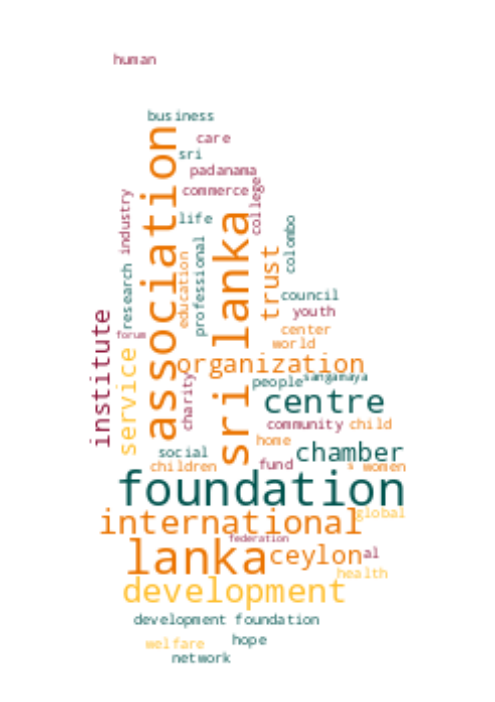 human
business
care
sri
padanama
commerce
college
industry
association
life
sri lanka
colombo
professional
education
trust
research
council
youth
forum
center
world
institute
service
organization
people
sangamaya
charity
centre
community
child
home
social
chamber
children
fund
s
women
foundation
international
global
federation
lanka
ceylon
al
health
development
development foundation
hope
welfare
network